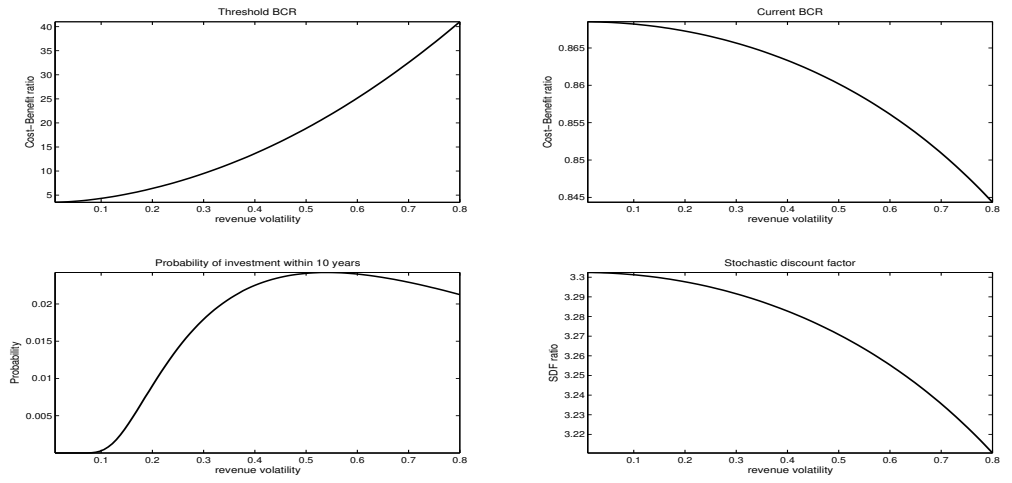 Threshold BCR
Cost–Benefit ratio
40
35
30
25
20
15
10
5
0.1 0.2 0.3 0.4 0.5 0.6 0.7 0.8
revenue volatility
Current BCR
Cost–Benefit ratio
0.865
0.86
0.855
0.85
0.845
0.1 0.2 0.3 0.4 0.5 0.6 0.7 0.8
revenue volatility
Probability of investment within 10 years
Probability
0.02
0.015
0.01
0.005
0.1 0.2 0.3 0.4 0.5 0.6 0.7 0.8
revenue volatility
Stochastic discount factor
SDF ratio
3.3
3.29
3.28
3.27
3.26
3.25
3.24
3.23
3.22
0.1 0.2 0.3 0.4 0.5 0.6 0.7 0.8
revenue volatility